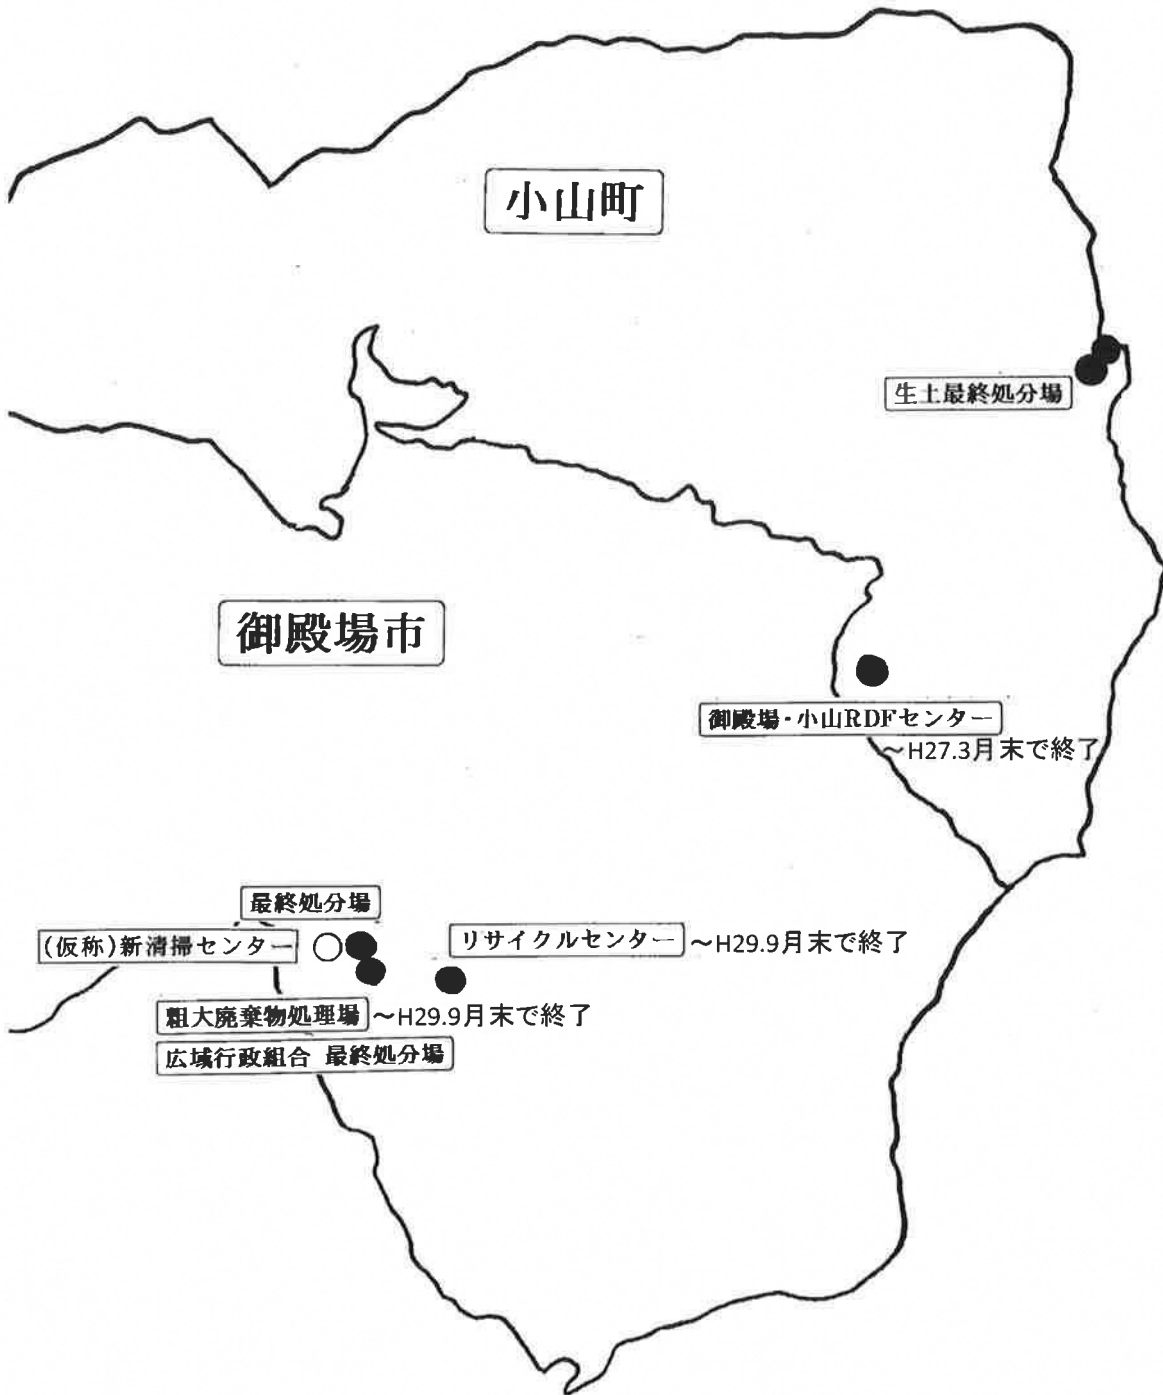 小山町
生土最終処分場
御殿場市
御殿場・小山RDFセンター
～H27.3月末で終了
最終処分場
(仮称)新清掃センター
リサイクルセンター ～H29.9月末で終了
粗大廃棄物処理場 ～H29.9月末で終了
広域行政組合 最終処分場